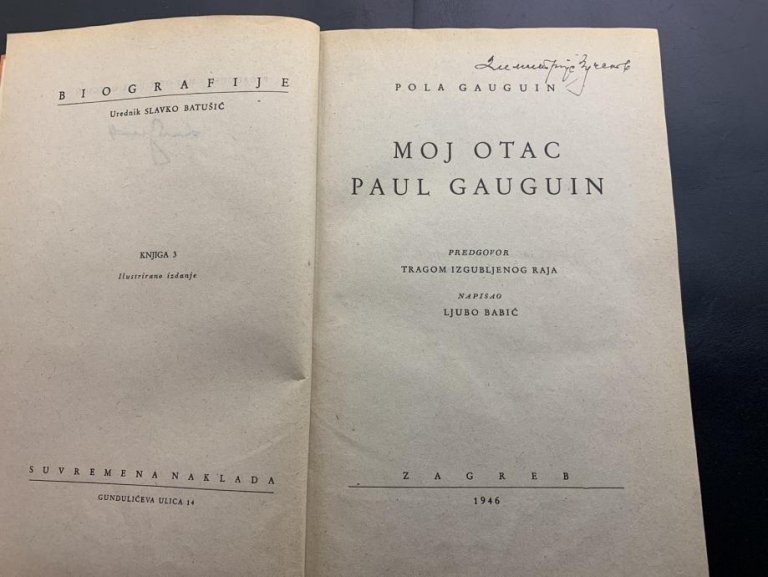 BIOGRAFIJE
Urednik SLAVKO BATUŠIĆ
KNJIGA 3
Ilustrirano izdanje
SUVREMENA NAKLADA
GUNDULIĆEVA ULICA 14
POLA GAUGUIN
MOJ OTAC
PAUL GAUGUIN
PREDGOVOR
TRAGOM IZGUBLJENOG RAJA
NAPISAO
LJUBO BABIĆ
ZAGREB
1946